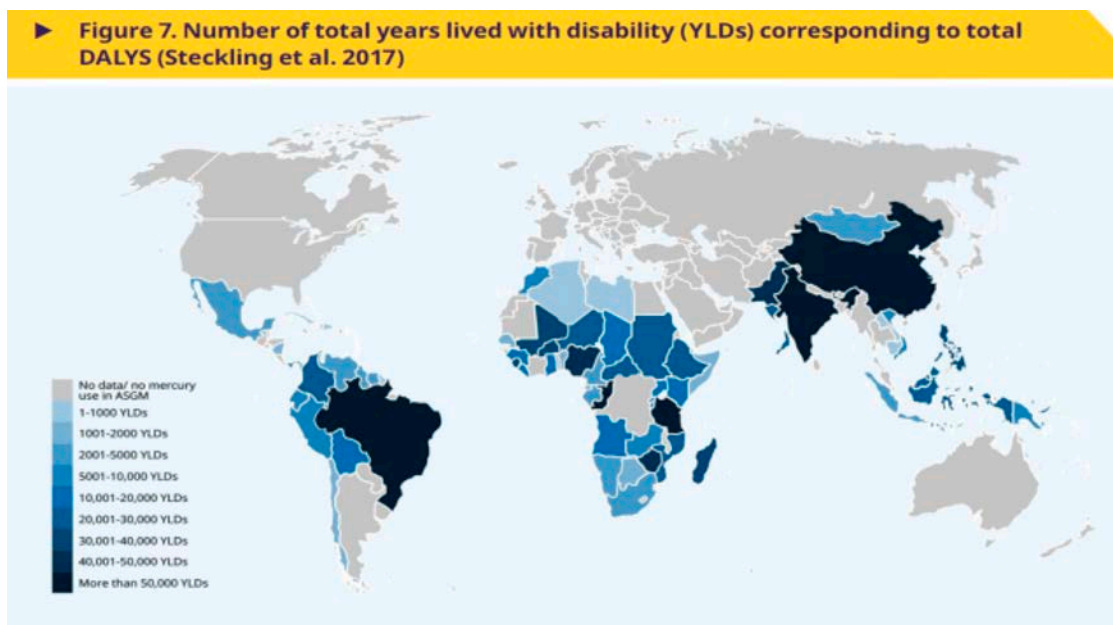 ► Figure 7. Number of total years lived with disability (YLDs) corresponding to total
DALYS (Steckling et al. 2017)
No data/ no mercury
use in ASGM
1-1000 YLDs
1001-2000 YLDs
2001-5000 YLDs
5001-10,000 YLDs
10,001-20,000 YLDs
20,001-30,000 YLDs
30,001-40,000 YLDs
40,001-50,000 YLDs
More than 50,000 YLDs